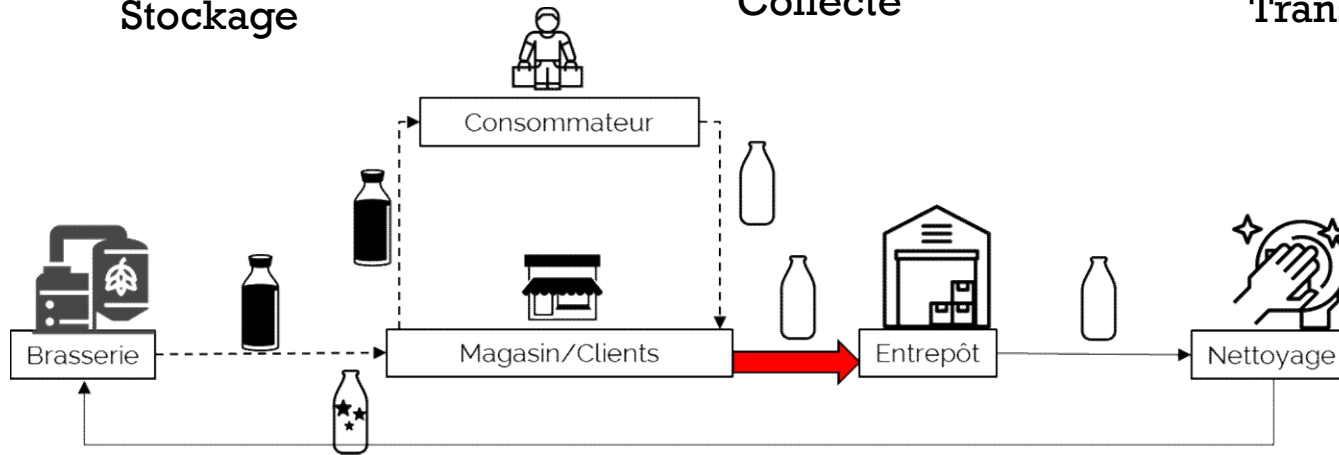 Stockage
Collecte
Consommateur
Brasserie
Magasin/Clients
Entrepôt
Nettoyage